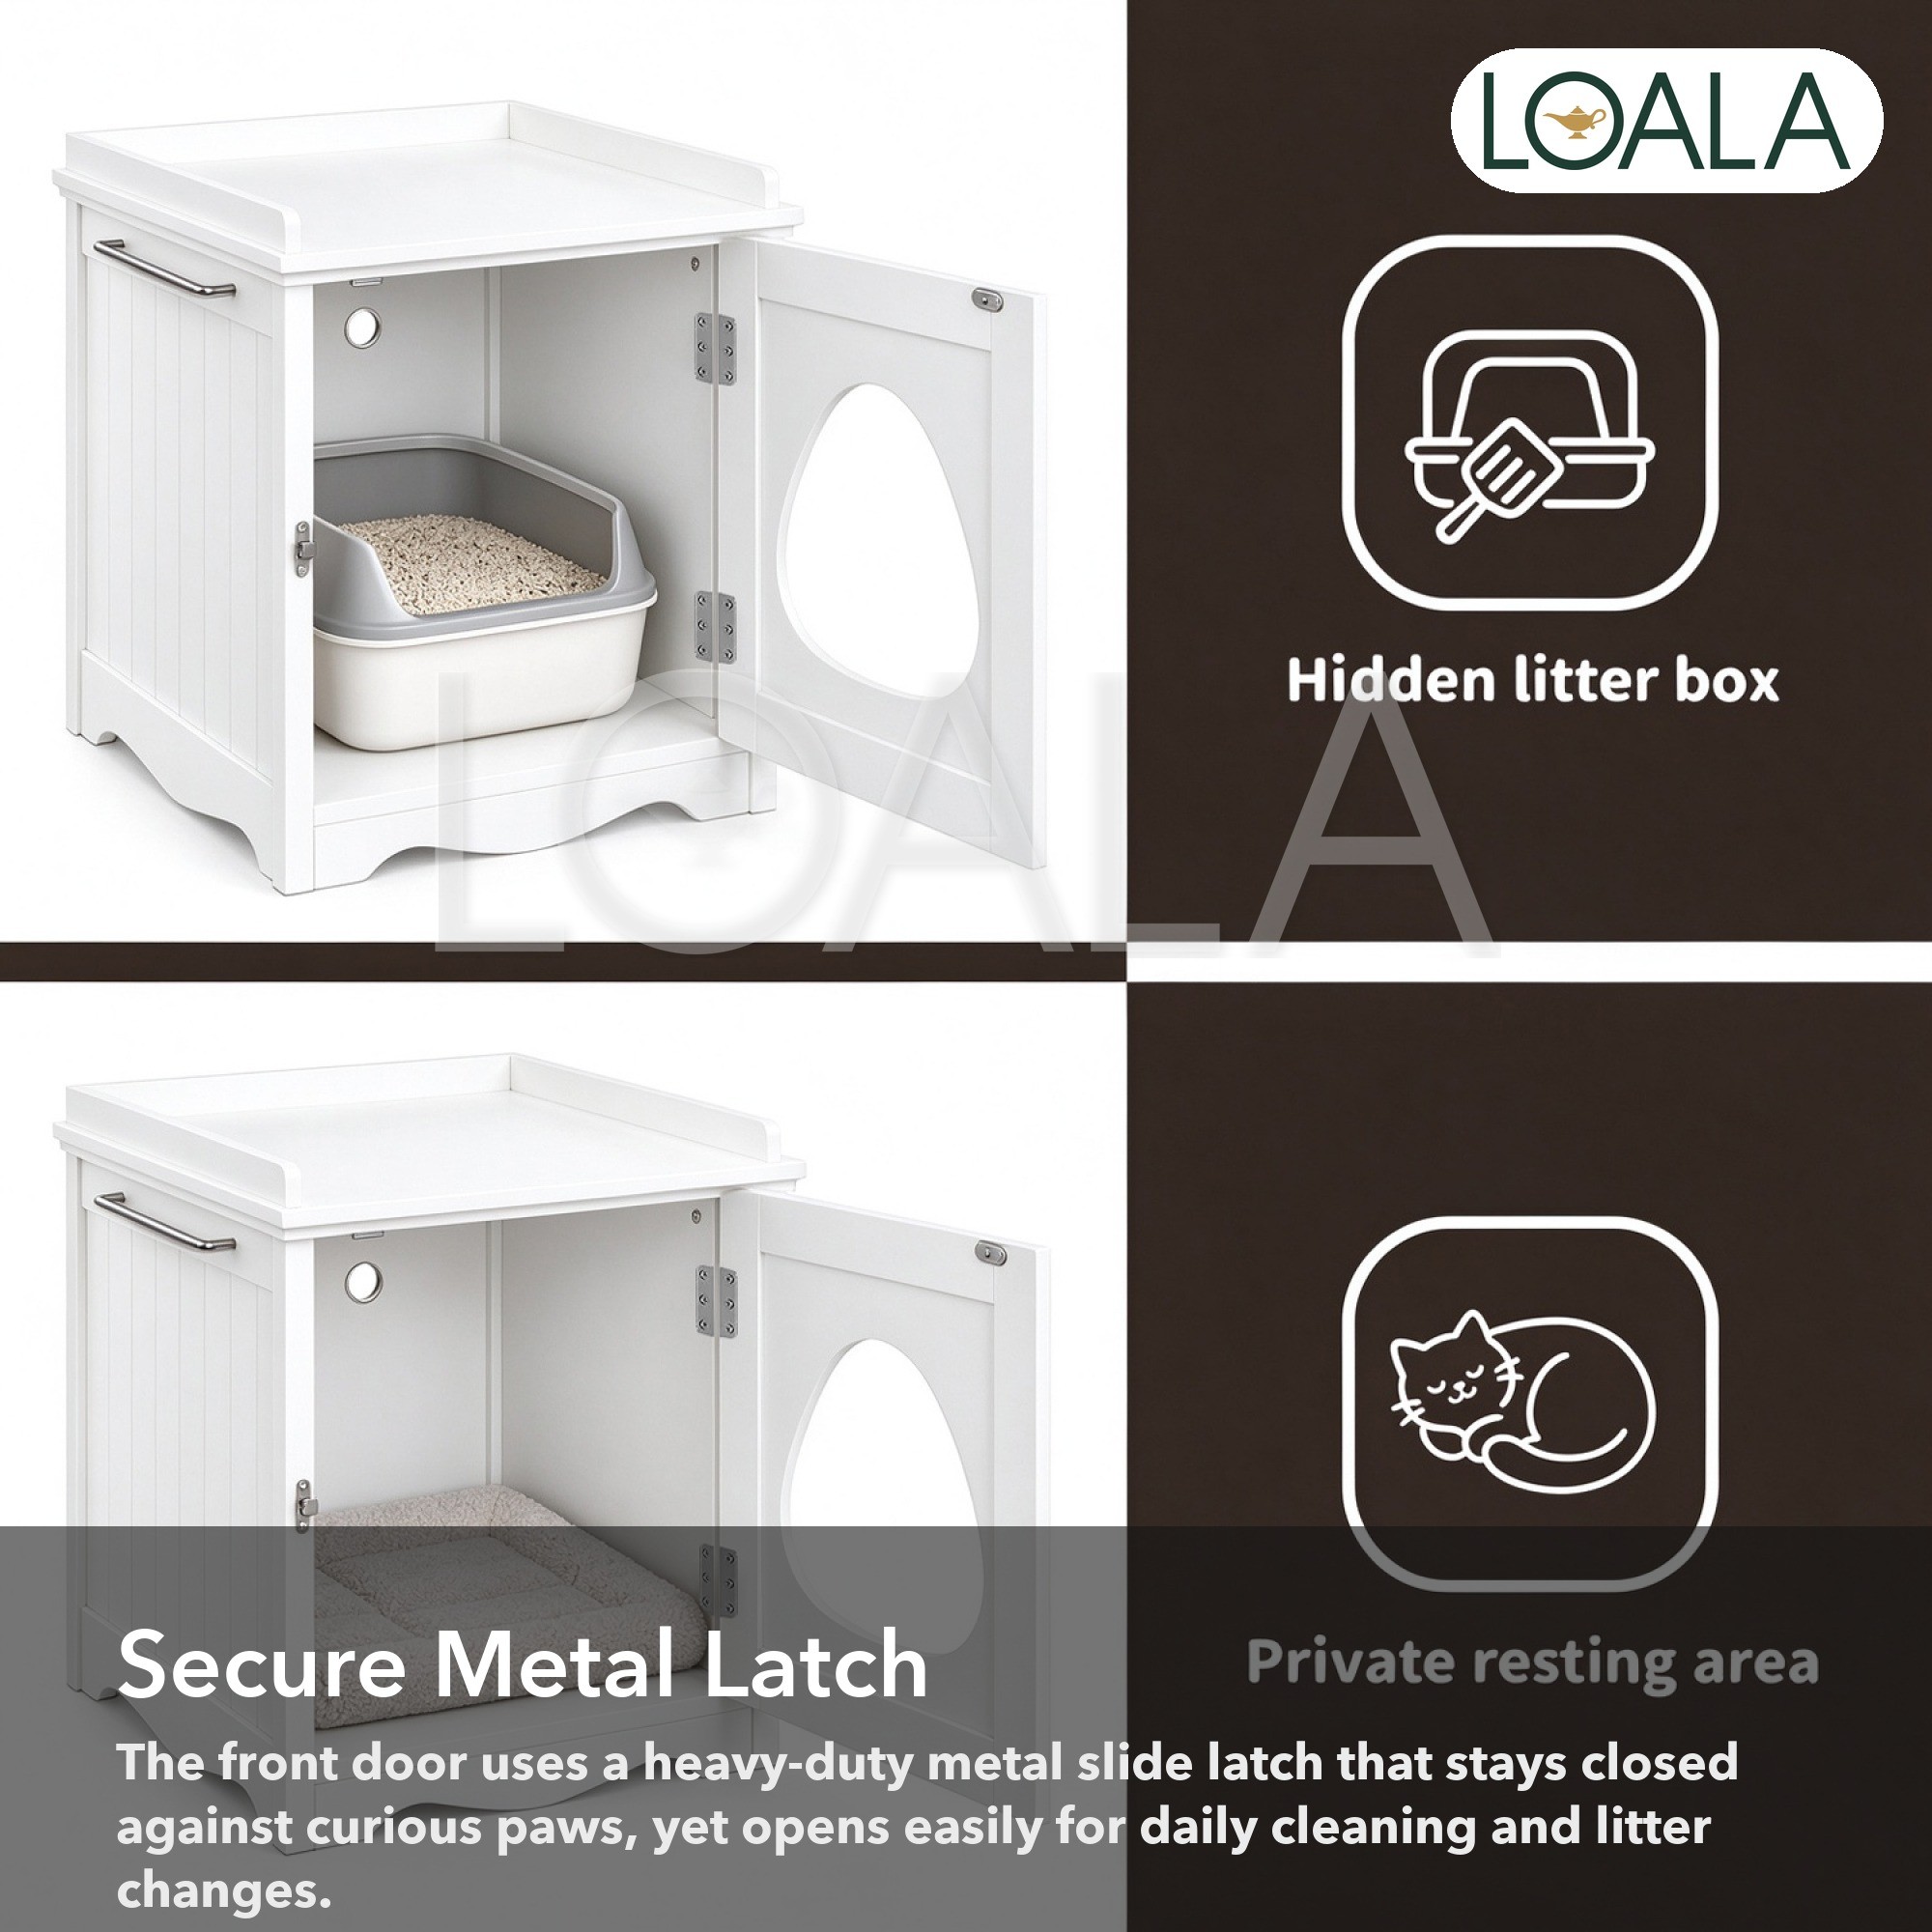 LOALA
Hidden litter box
LOALA
Private resting area
Secure Metal Latch
The front door uses a heavy-duty metal slide latch that stays closed
against curious paws, yet opens easily for daily cleaning and litter
changes.